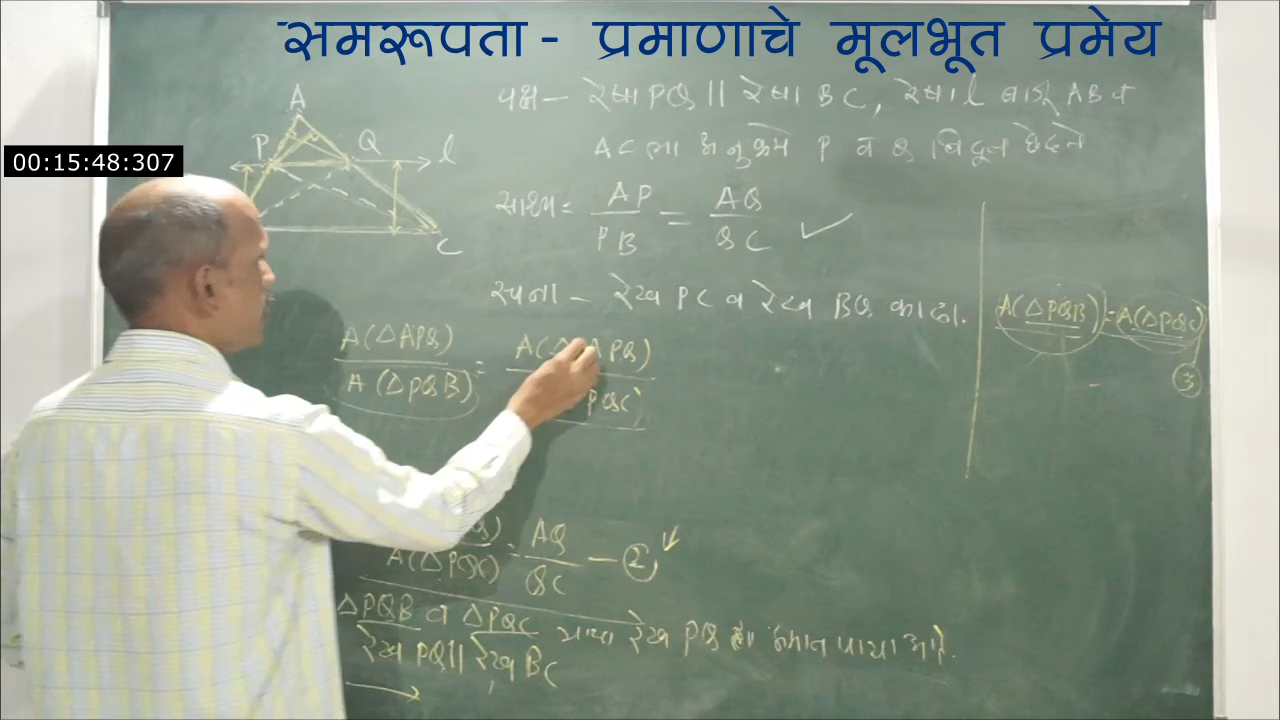 समरूपता - प्रमाणाचे मूलभूत प्रमेय
00:15:48:307
पक्ष – रेषा PQ || रेषा BC, रेषा l बाजू AB व
AC ला अनुक्रमे P व Q बिंदूत छेदते
A
P Q l
C
साध्य = AP/PB = AQ/QC ✓
रचना – रेख PC व रेख BQ काढा.
A(△PQB) = A(△PQC)
③
A(△APQ)/A(△PQB) = A(△APQ)/PQC)
Q)/A(△PQC) = AQ/QC – ②
△PQB व △PQC यांचा रेख PQ हा समान पाया आहे.
रेख PQ || रेख BC